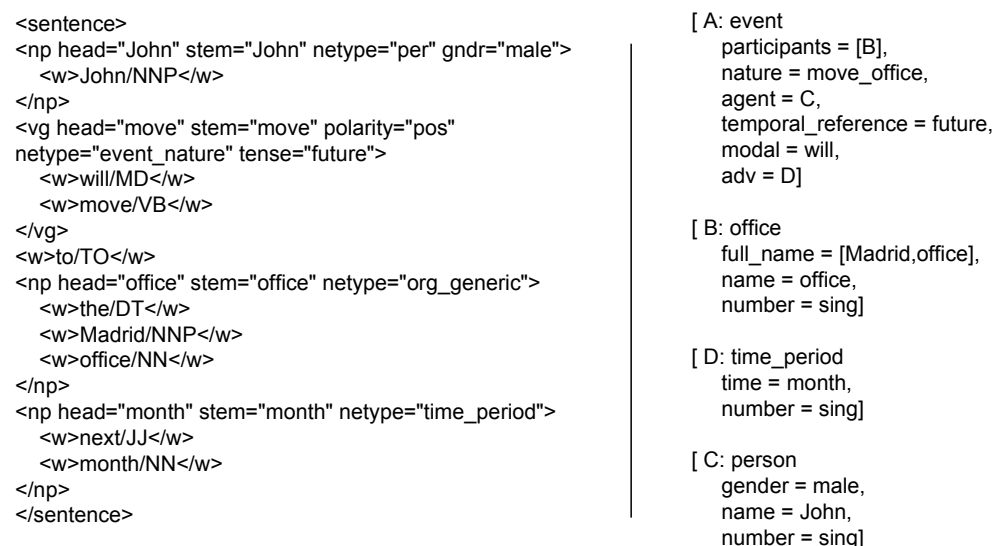 <sentence>
<np head="John" stem="John" netype="per" gndr="male">
<w>John/NNP</w>
</np>
<vg head="move" stem="move" polarity="pos"
netype="event_nature" tense="future">
<w>will/MD</w>
<w>move/VB</w>
</vg>
<w>to/TO</w>
<np head="office" stem="office" netype="org_generic">
<w>the/DT</w>
<w>Madrid/NNP</w>
<w>office/NN</w>
</np>
<np head="month" stem="month" netype="time_period">
<w>next/JJ</w>
<w>month/NN</w>
</np>
</sentence>
[ A: event
participants = [B],
nature = move_office,
agent = C,
temporal_reference = future,
modal = will,
adv = D]
[ B: office
full_name = [Madrid,office],
name = office,
number = sing]
[ D: time_period
time = month,
number = sing]
[ C: person
gender = male,
name = John,
number = sing]